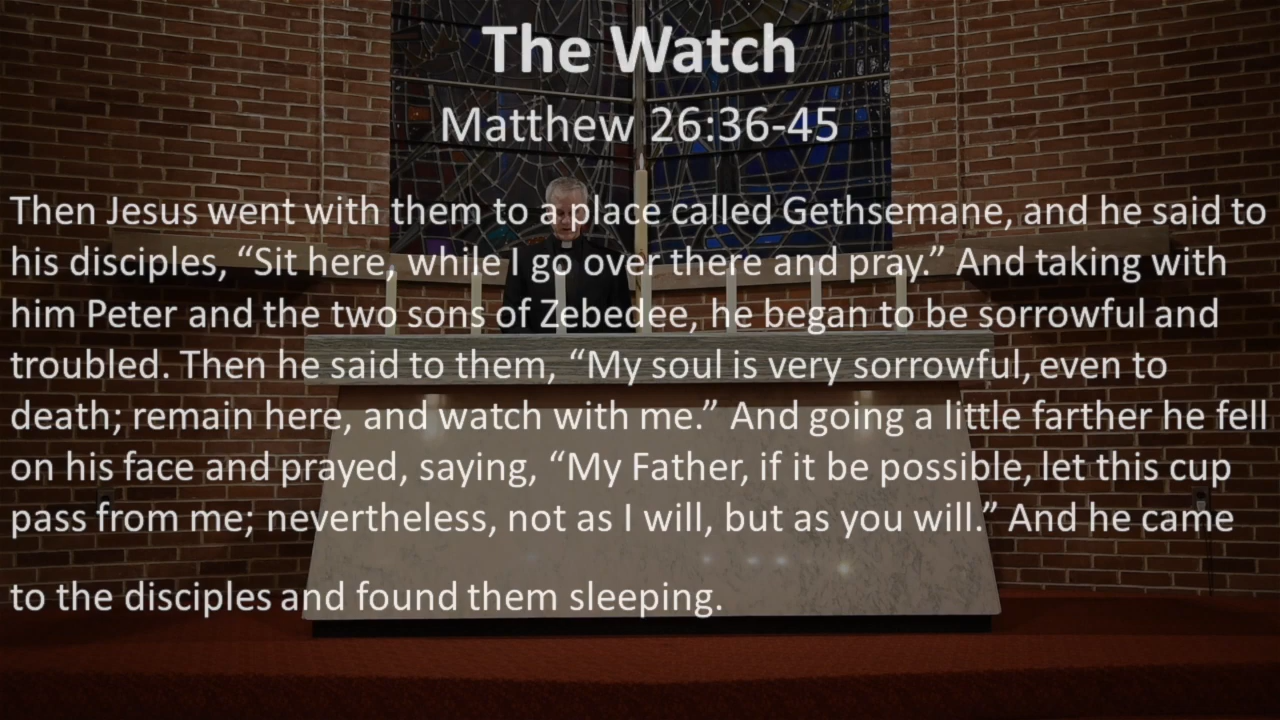 The Watch
Matthew 26:36-45
Then Jesus went with them to a place called Gethsemane, and he said to
his disciples, “Sit here, while I go over there and pray.” And taking with
him Peter and the two sons of Zebedee, he began to be sorrowful and
troubled. Then he said to them, “My soul is very sorrowful, even to
death; remain here, and watch with me.” And going a little farther he fell
on his face and prayed, saying, “My Father, if it be possible, let this cup
pass from me; nevertheless, not as I will, but as you will.” And he came
to the disciples and found them sleeping.